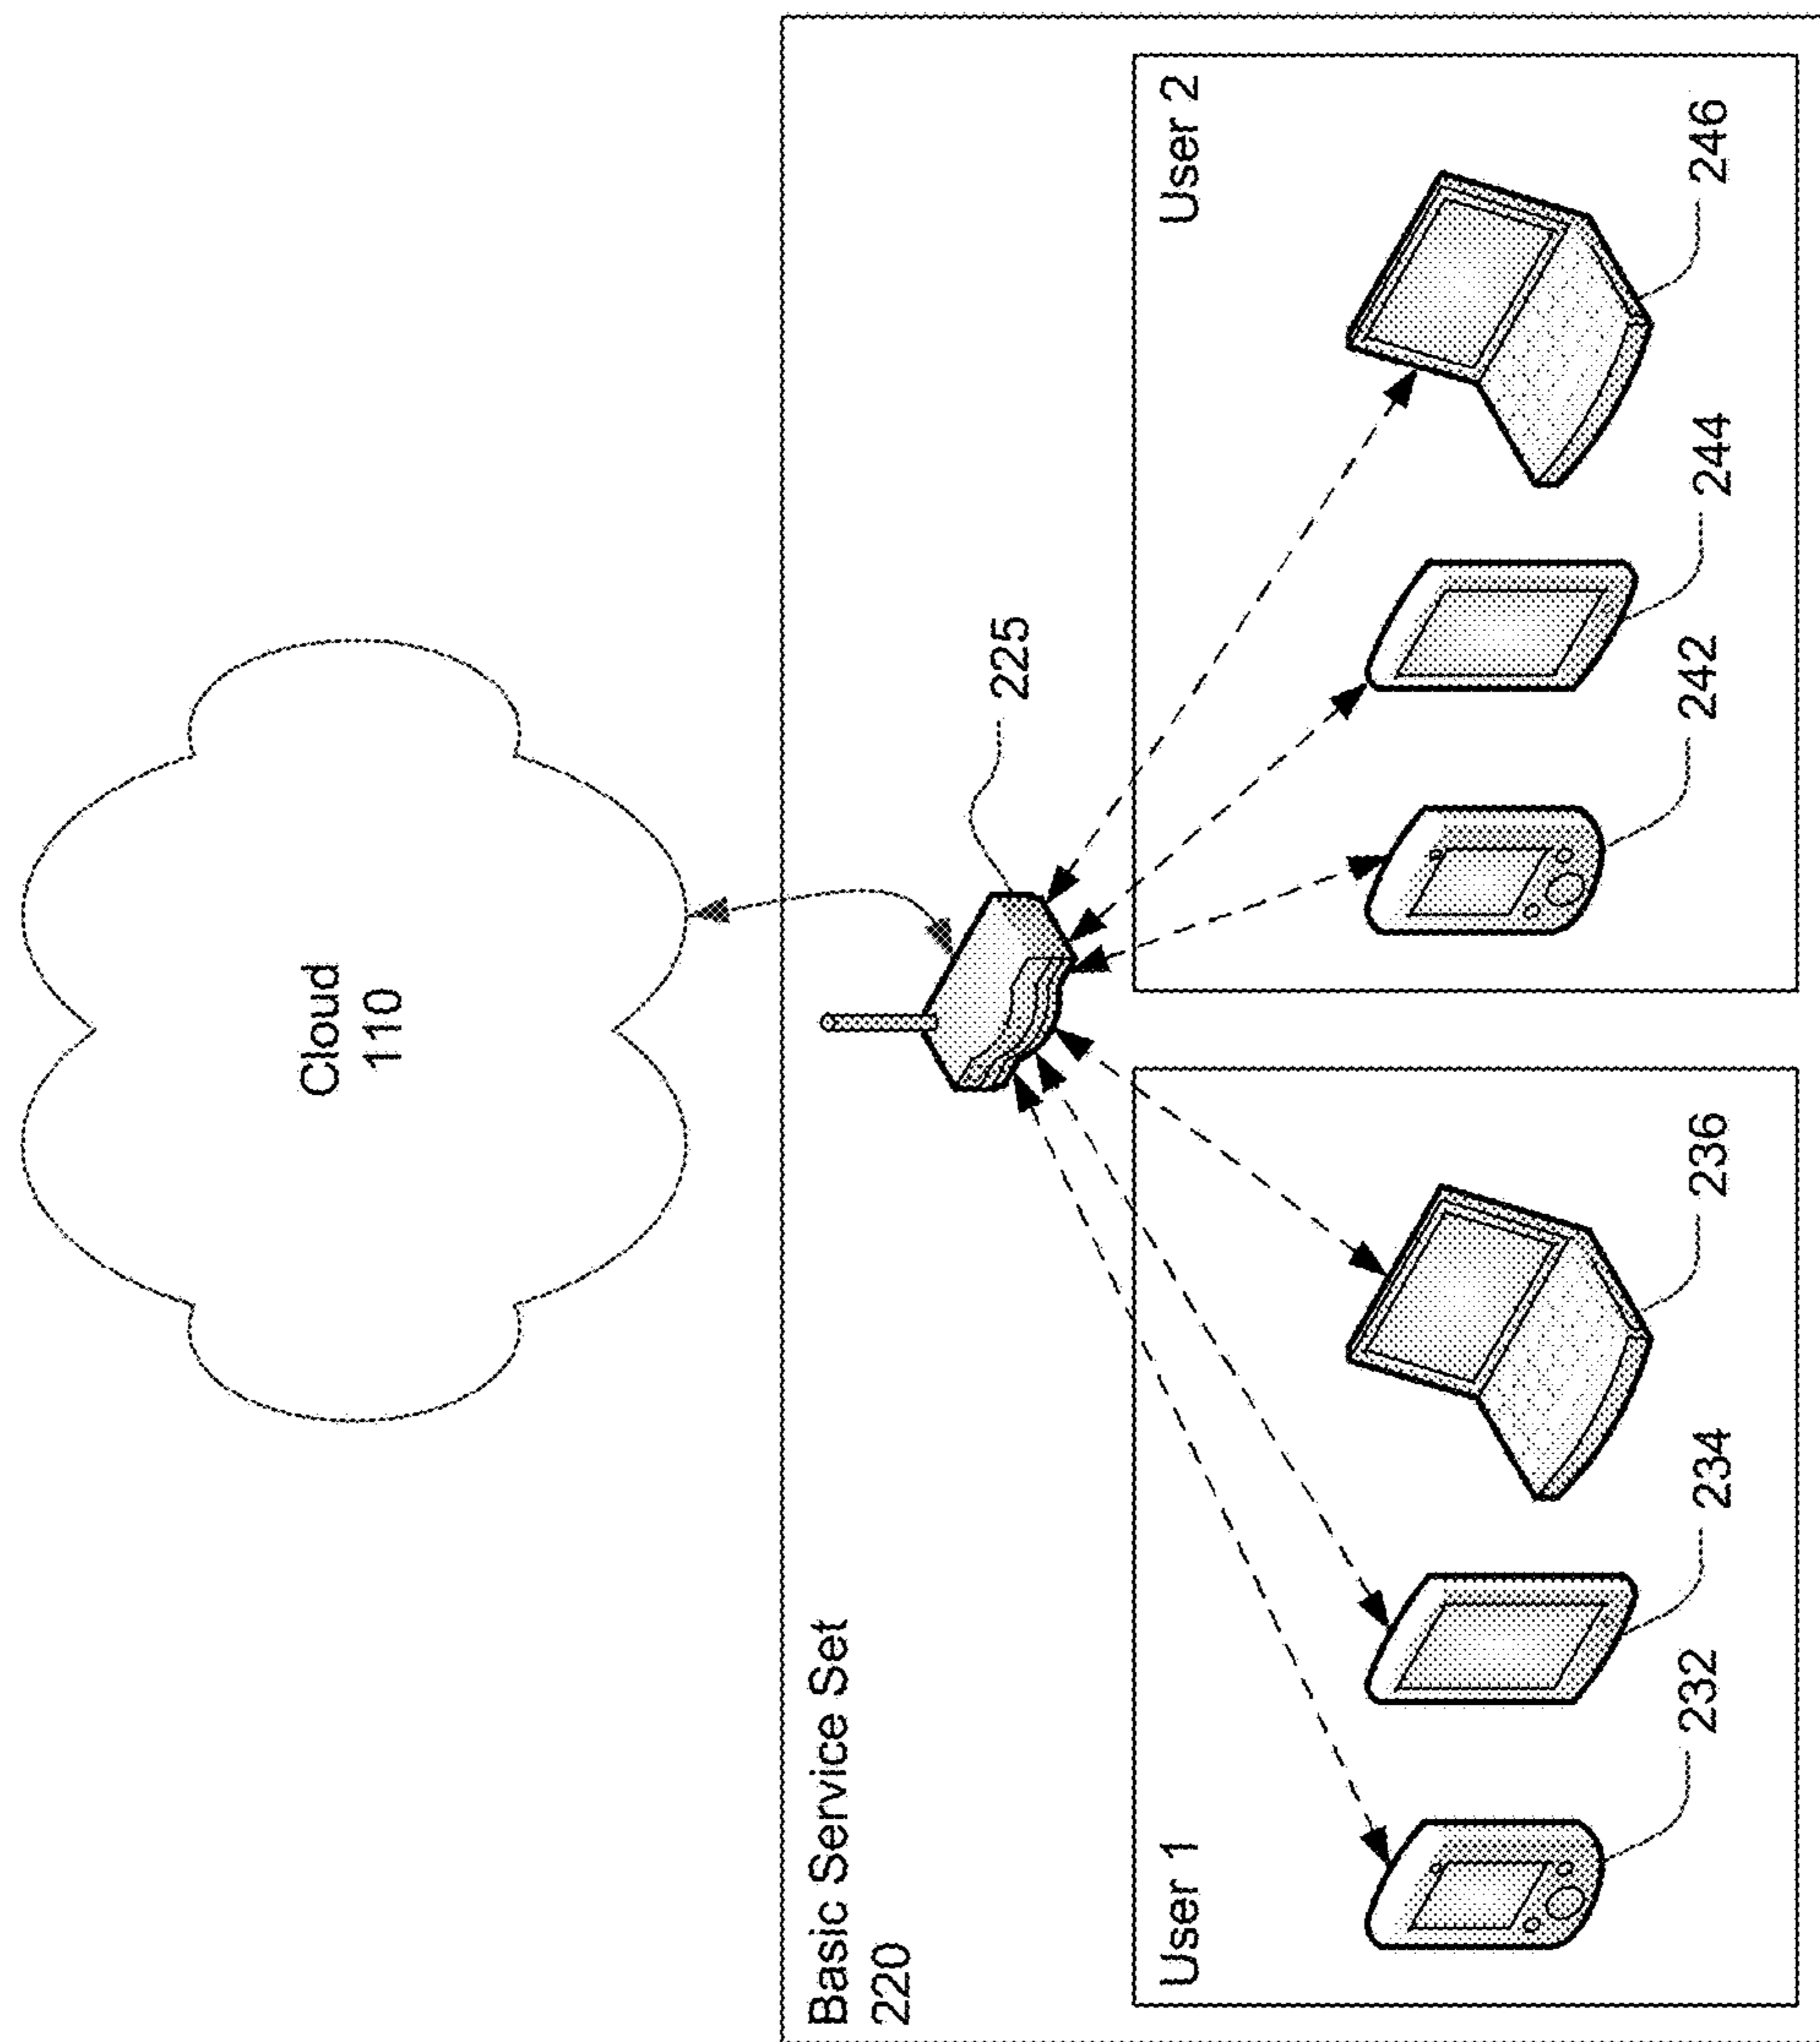 Cloud
110
Basic Service Set
220
225
User 1
232
234
236
User 2
242
244
246